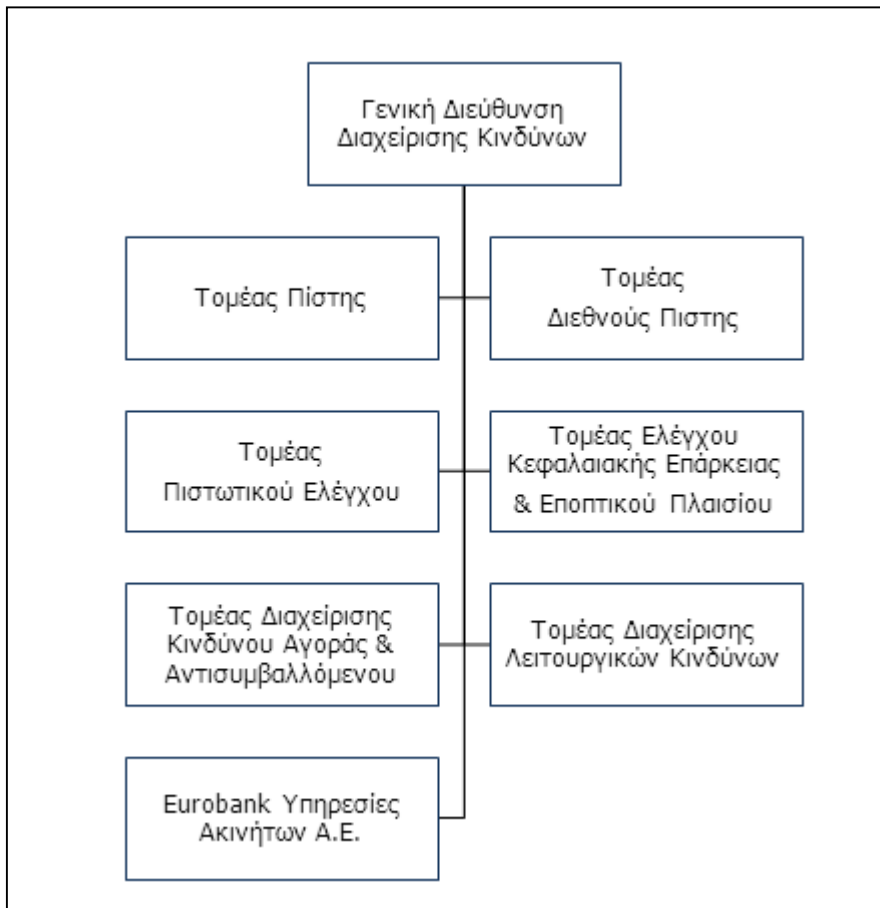 Γενική Διεύθυνση
Διαχείρισης Κινδύνων
Τομέας Πίστης
Τομέας
Διεθνούς Πιστης
Τομέας
Πιστωτικού Ελέγχου
Τομέας Ελέγχου
Κεφαλαιακής Επάρκειας
& Εποπτικού Πλαισίου
Τομέας Διαχείρισης
Κινδύνου Αγοράς &
Αντισυμβαλλόμενου
Τομέας Διαχείρισης
Λειτουργικών Κινδύνων
Eurobank Υπηρεσίες
Ακινήτων Α.Ε.